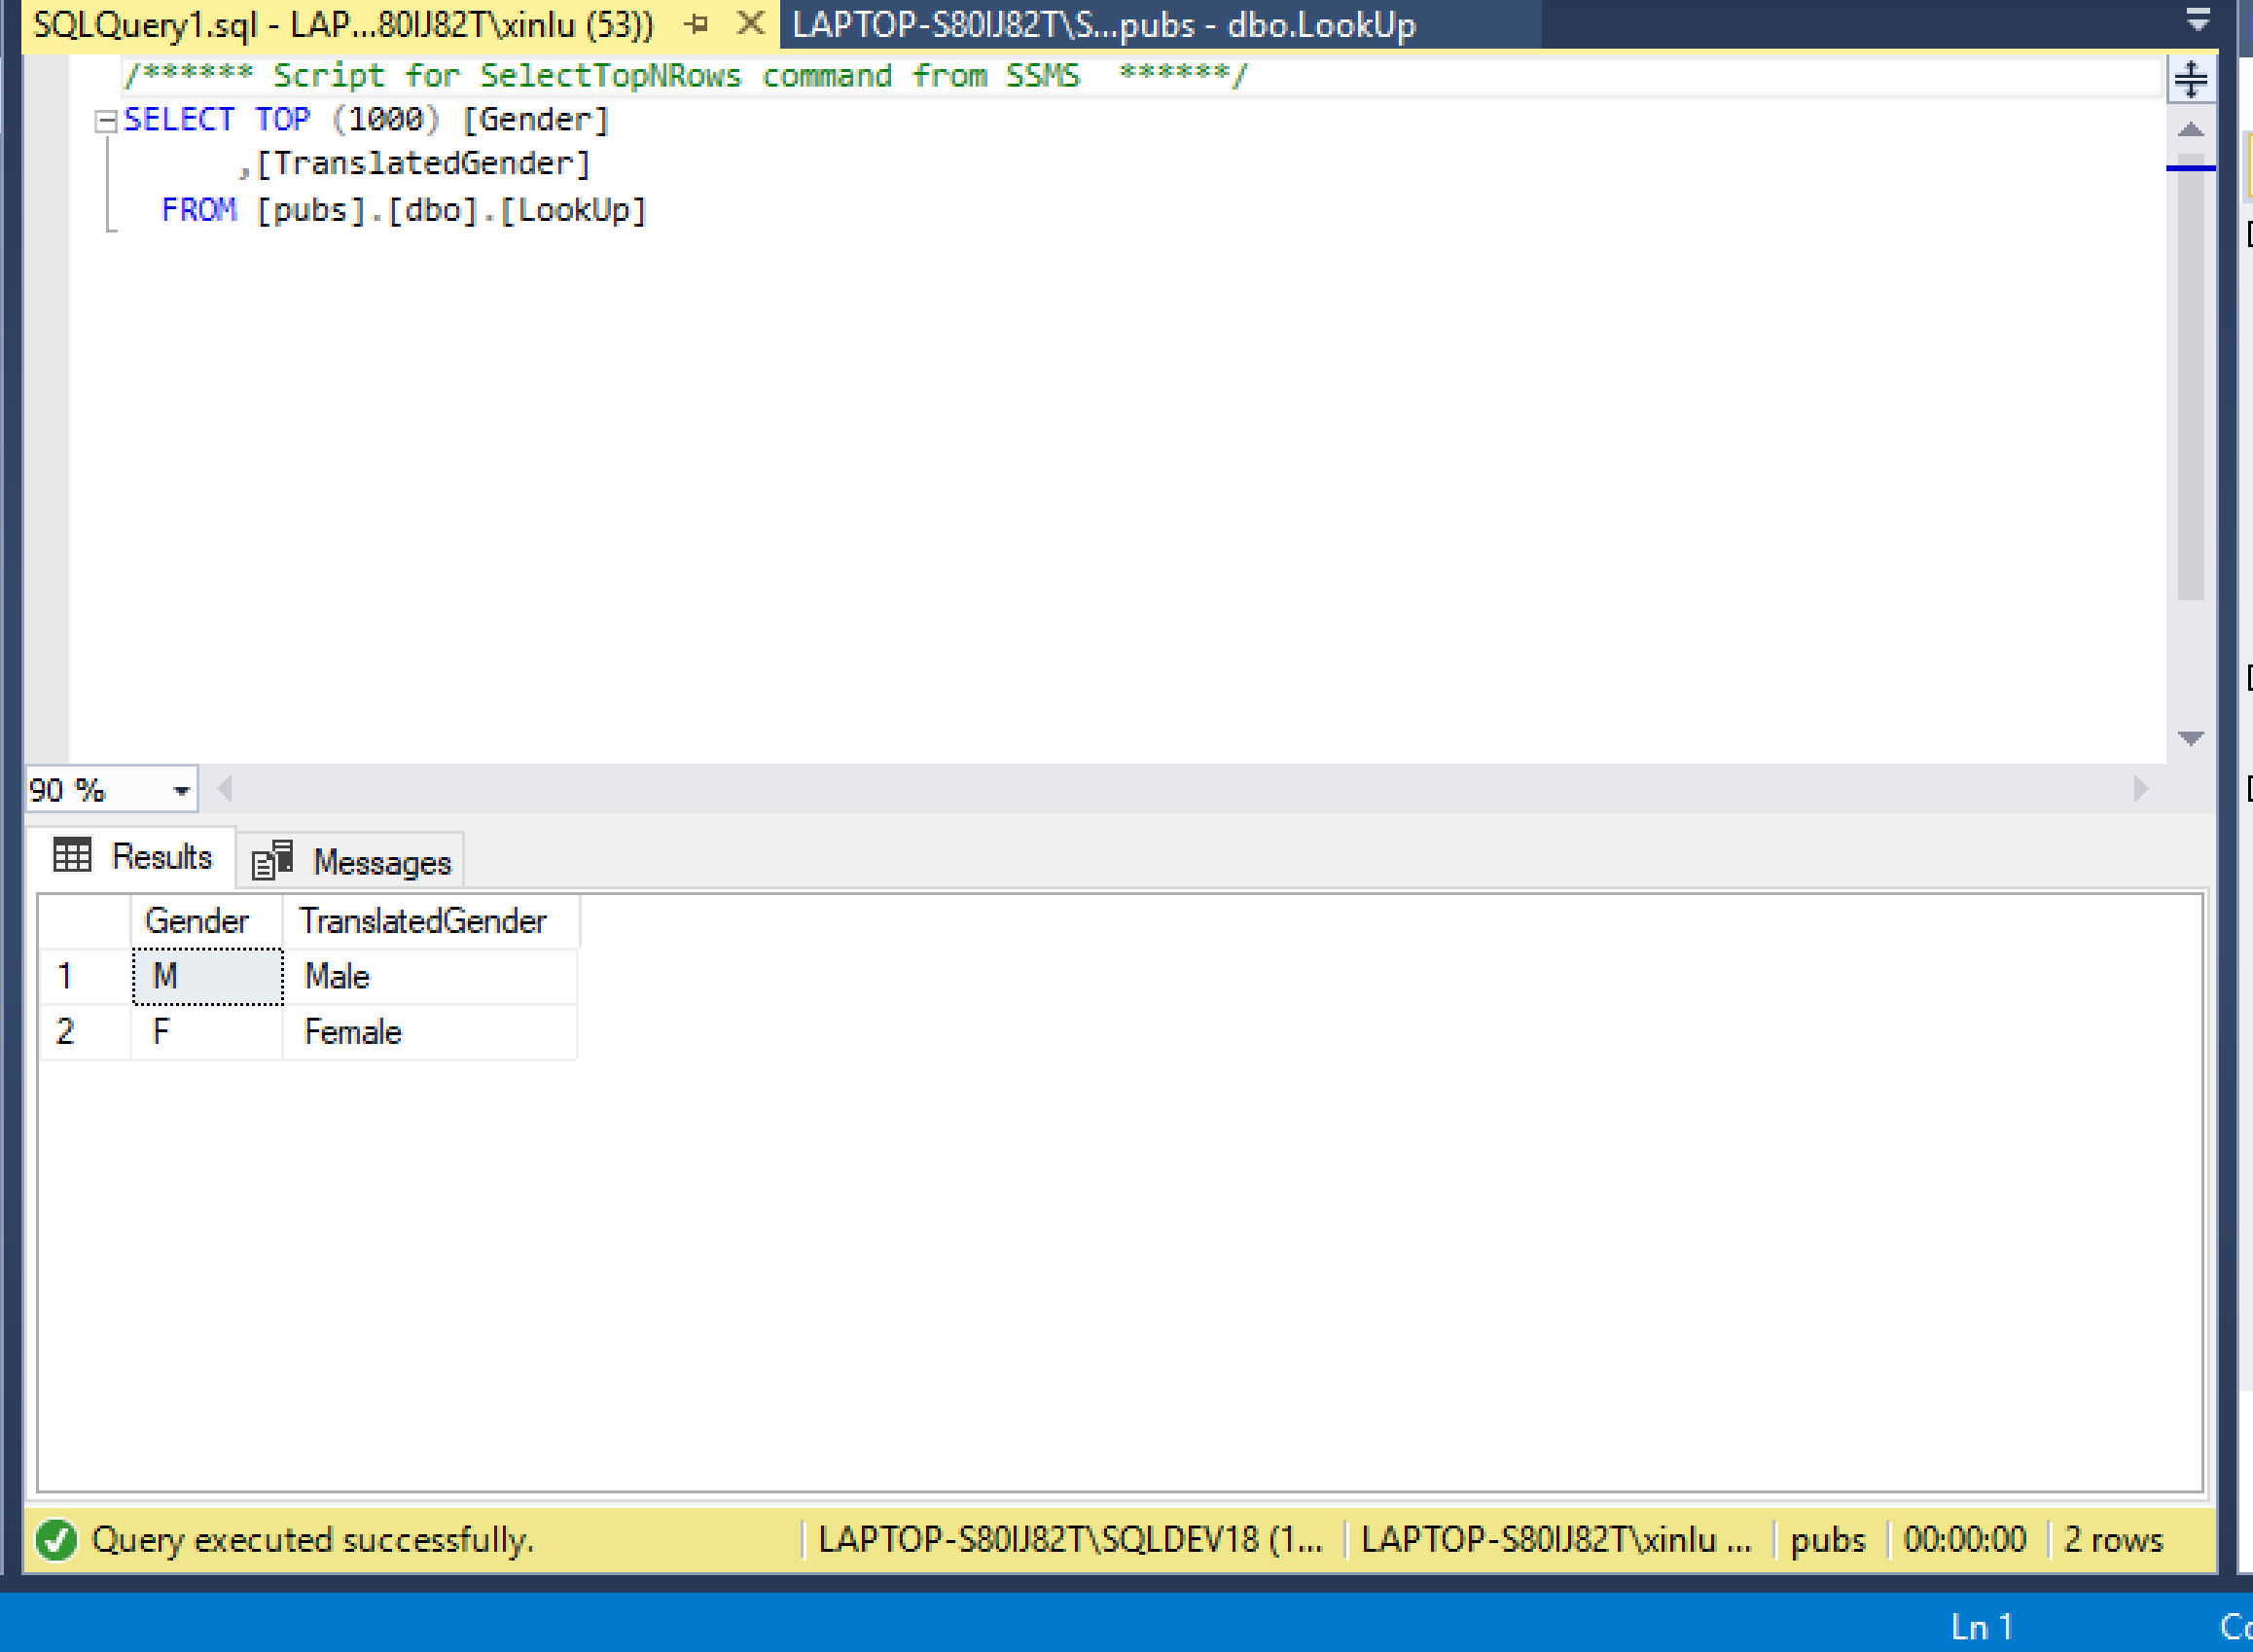 SQLQuery1.sql - LAP...80IJ82T\xinlu (53))
LAPTOP-S80IJ82T\S...pubs - dbo.LookUp
/****** Script for SelectTopNRows command from SSMS  ******/
SELECT TOP (1000) [Gender]
,[TranslatedGender]
FROM [pubs].[dbo].[LookUp]
90 %
Results Messages
Gender TranslatedGender
1 M Male
2 F Female
Query executed successfully. LAPTOP-S80IJ82T\SQLDEV18 (1... LAPTOP-S80IJ82T\xinlu ... pubs 00:00:00 2 rows
Ln 1